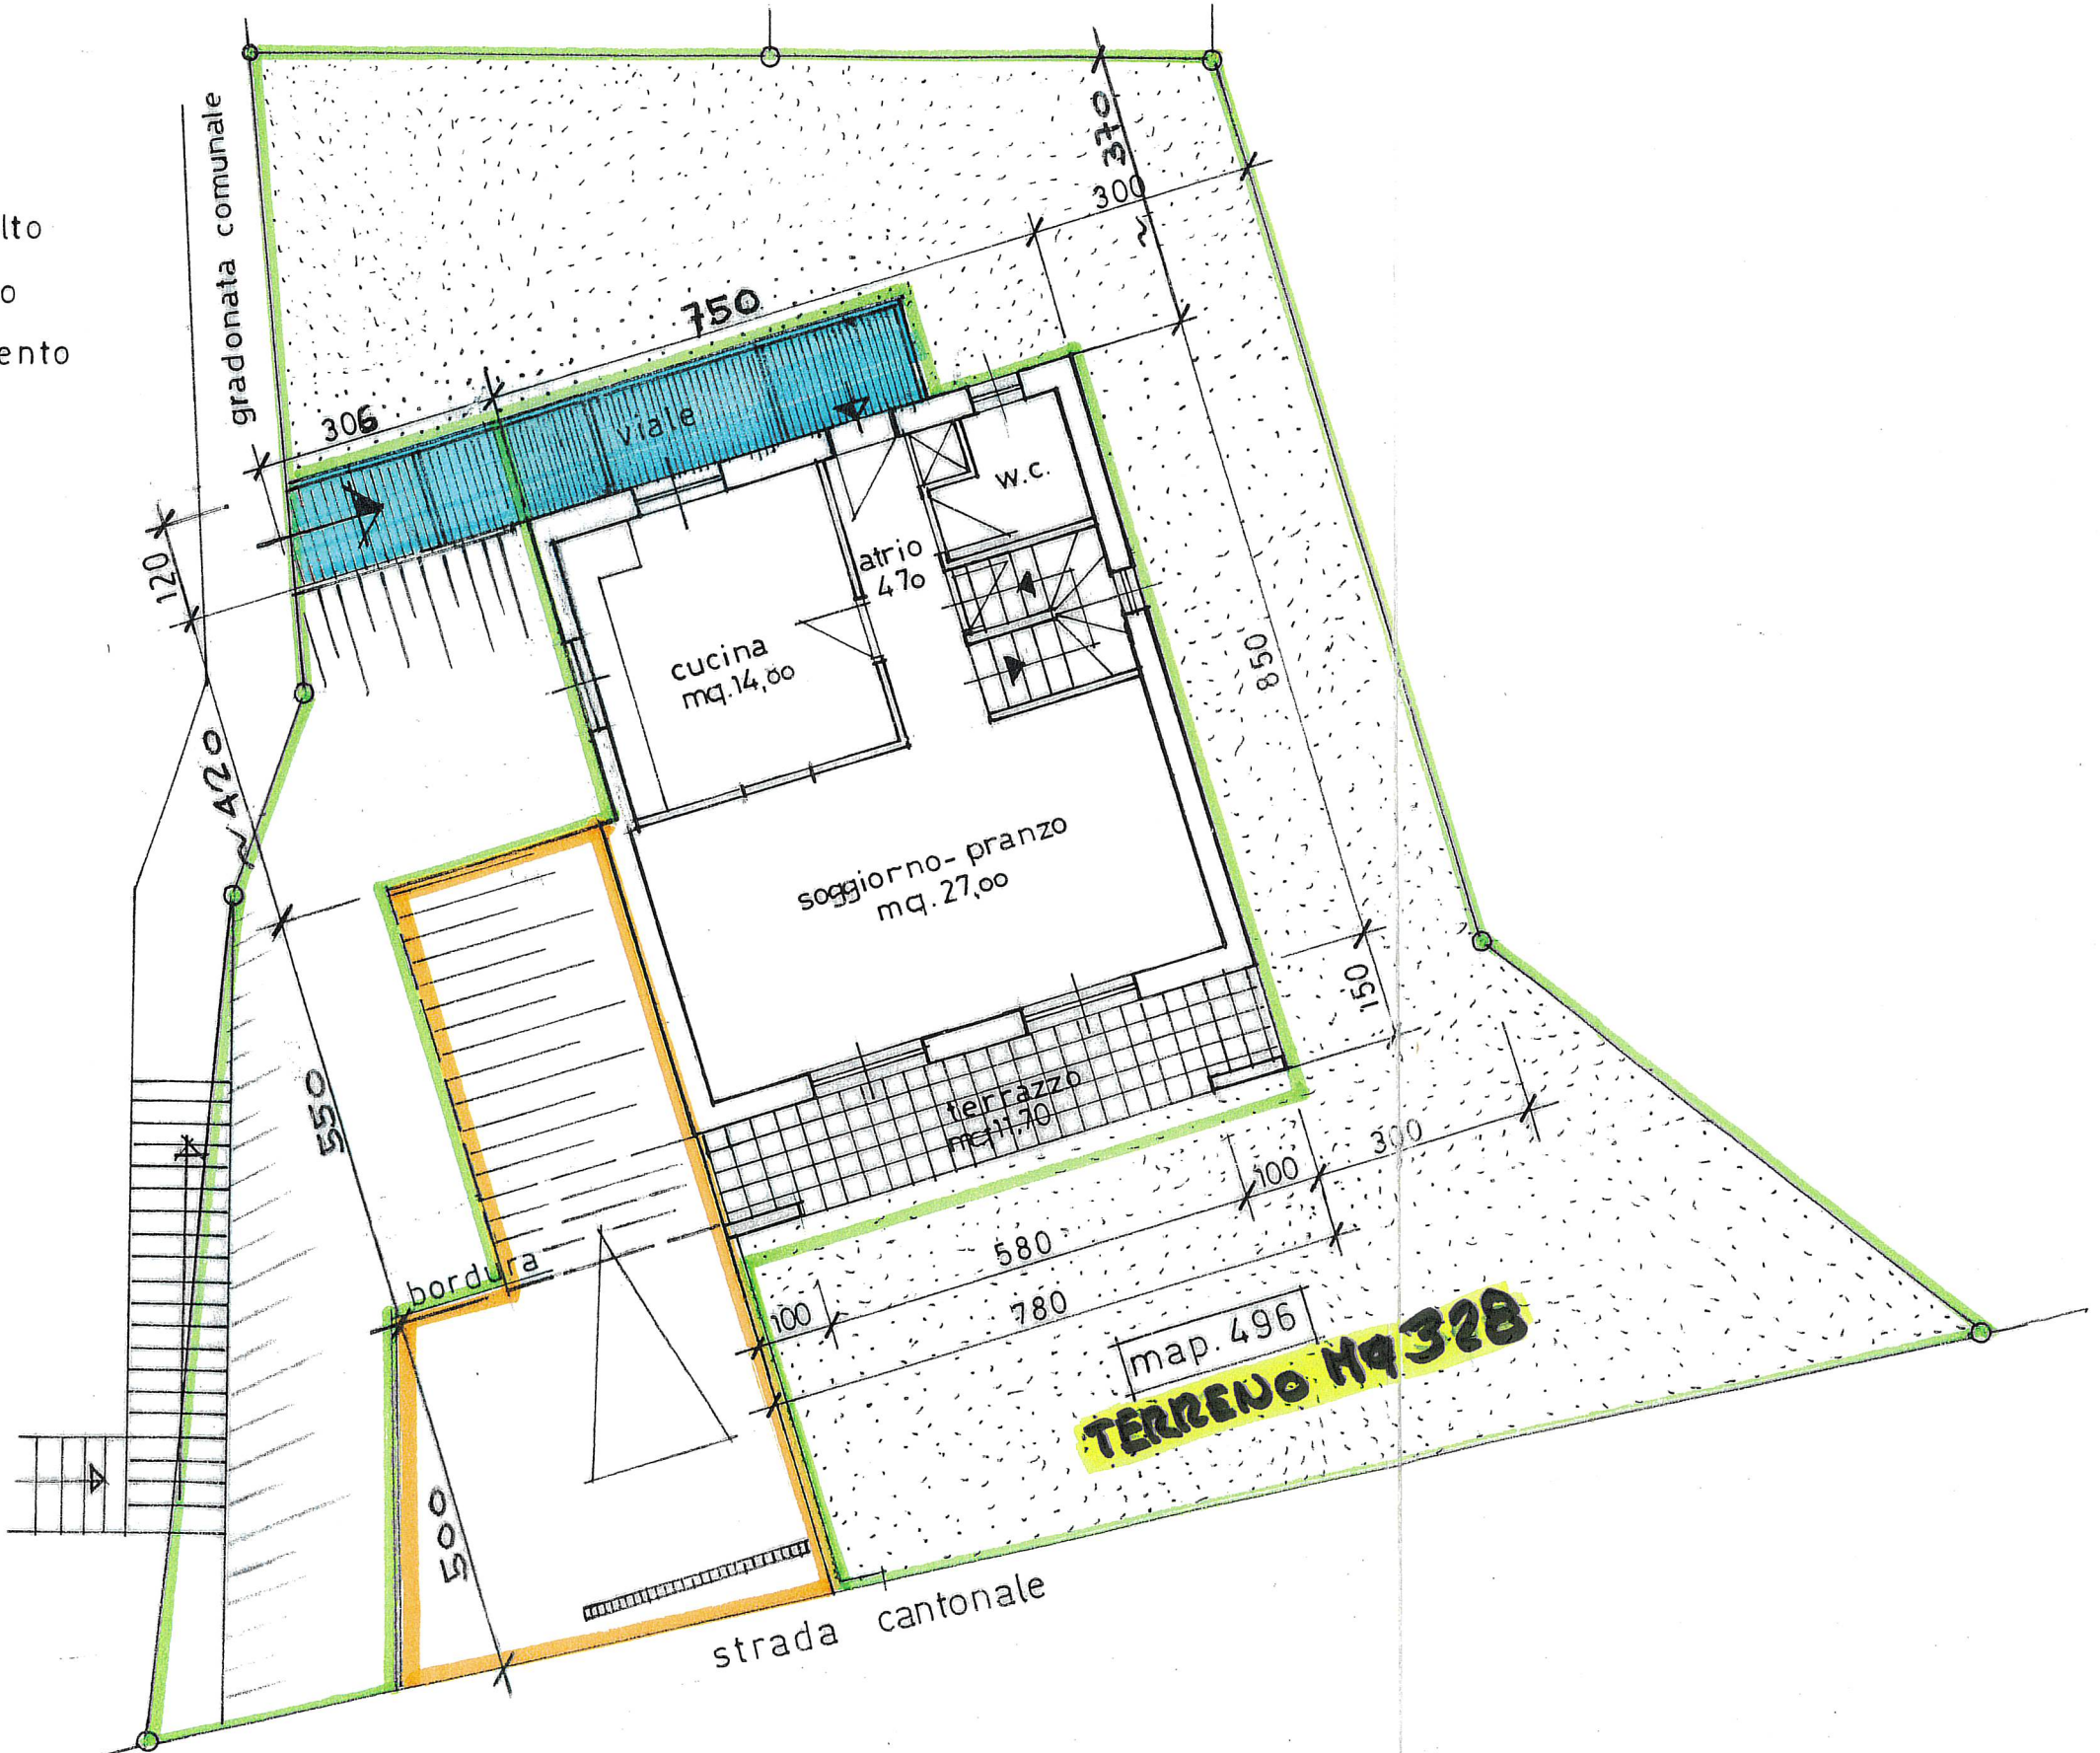 lto
o
ento
gradonata comunale
370
~
300
750
306
viale
120
w.c.
atrio
4.70
cucina
mq.14,00
~420
850
soggiorno-pranzo
mq. 27,00
150
550
terrazzo
mq.11.70
300
100
580
bordura
100
780
map. 496
TERRENO Mq 328
500
strada cantonale